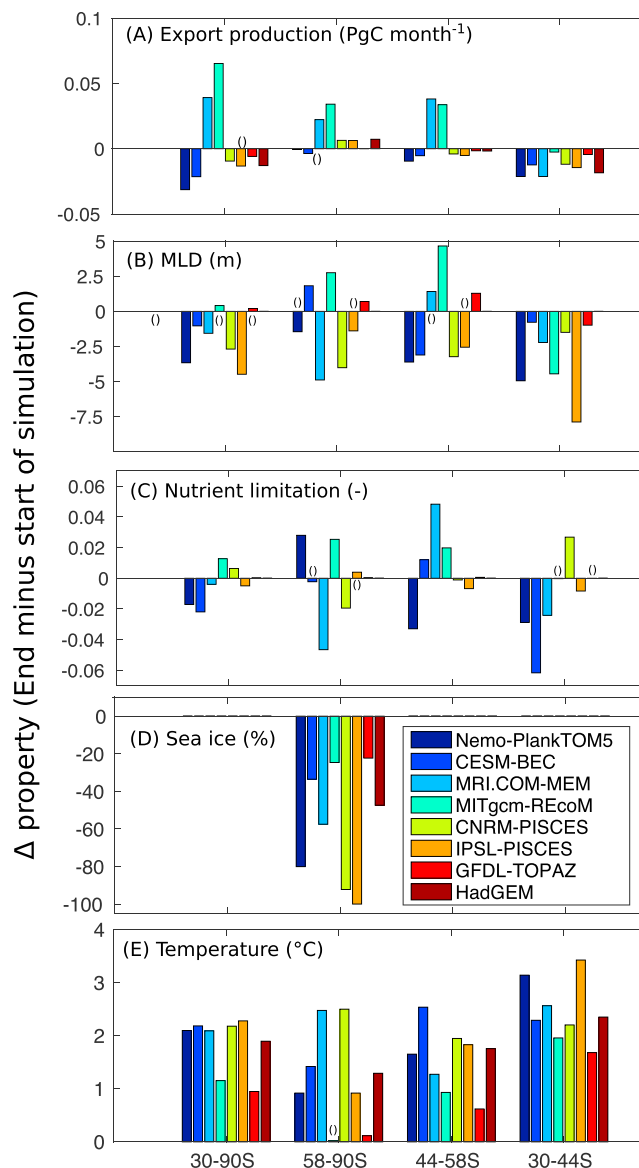 Δ property (End minus start of simulation)
(A) Export production (PgC month⁻¹)
0.1
0.05
0
-0.05
()
()
(B) MLD (m)
5
2.5
0
-2.5
-5
-7.5
()
()
()
()
()
()
()
(C) Nutrient limitation (-)
0.06
0.04
0.02
0
-0.02
-0.04
-0.06
()
()
()
()
(D) Sea ice (%)
0
-20
-40
-60
-80
-100
Nemo-PlankTOM5
CESM-BEC
MRI.COM-MEM
MITgcm-REcoM
CNRM-PISCES
IPSL-PISCES
GFDL-TOPAZ
HadGEM
(E) Temperature (°C)
4
3
2
1
0
()
30-90S
58-90S
44-58S
30-44S